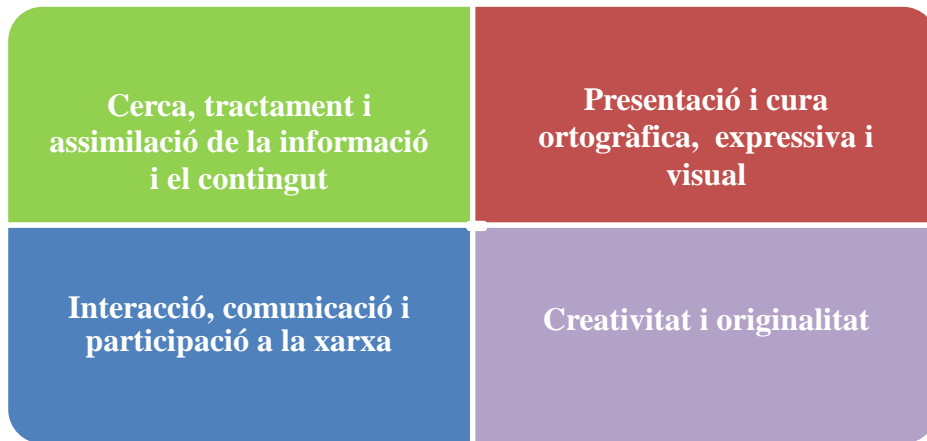 Cerca, tractament i
assimilació de la informació
i el contingut
Presentació i cura
ortogràfica, expressiva i
visual
Interacció, comunicació i
participació a la xarxa
Creativitat i originalitat